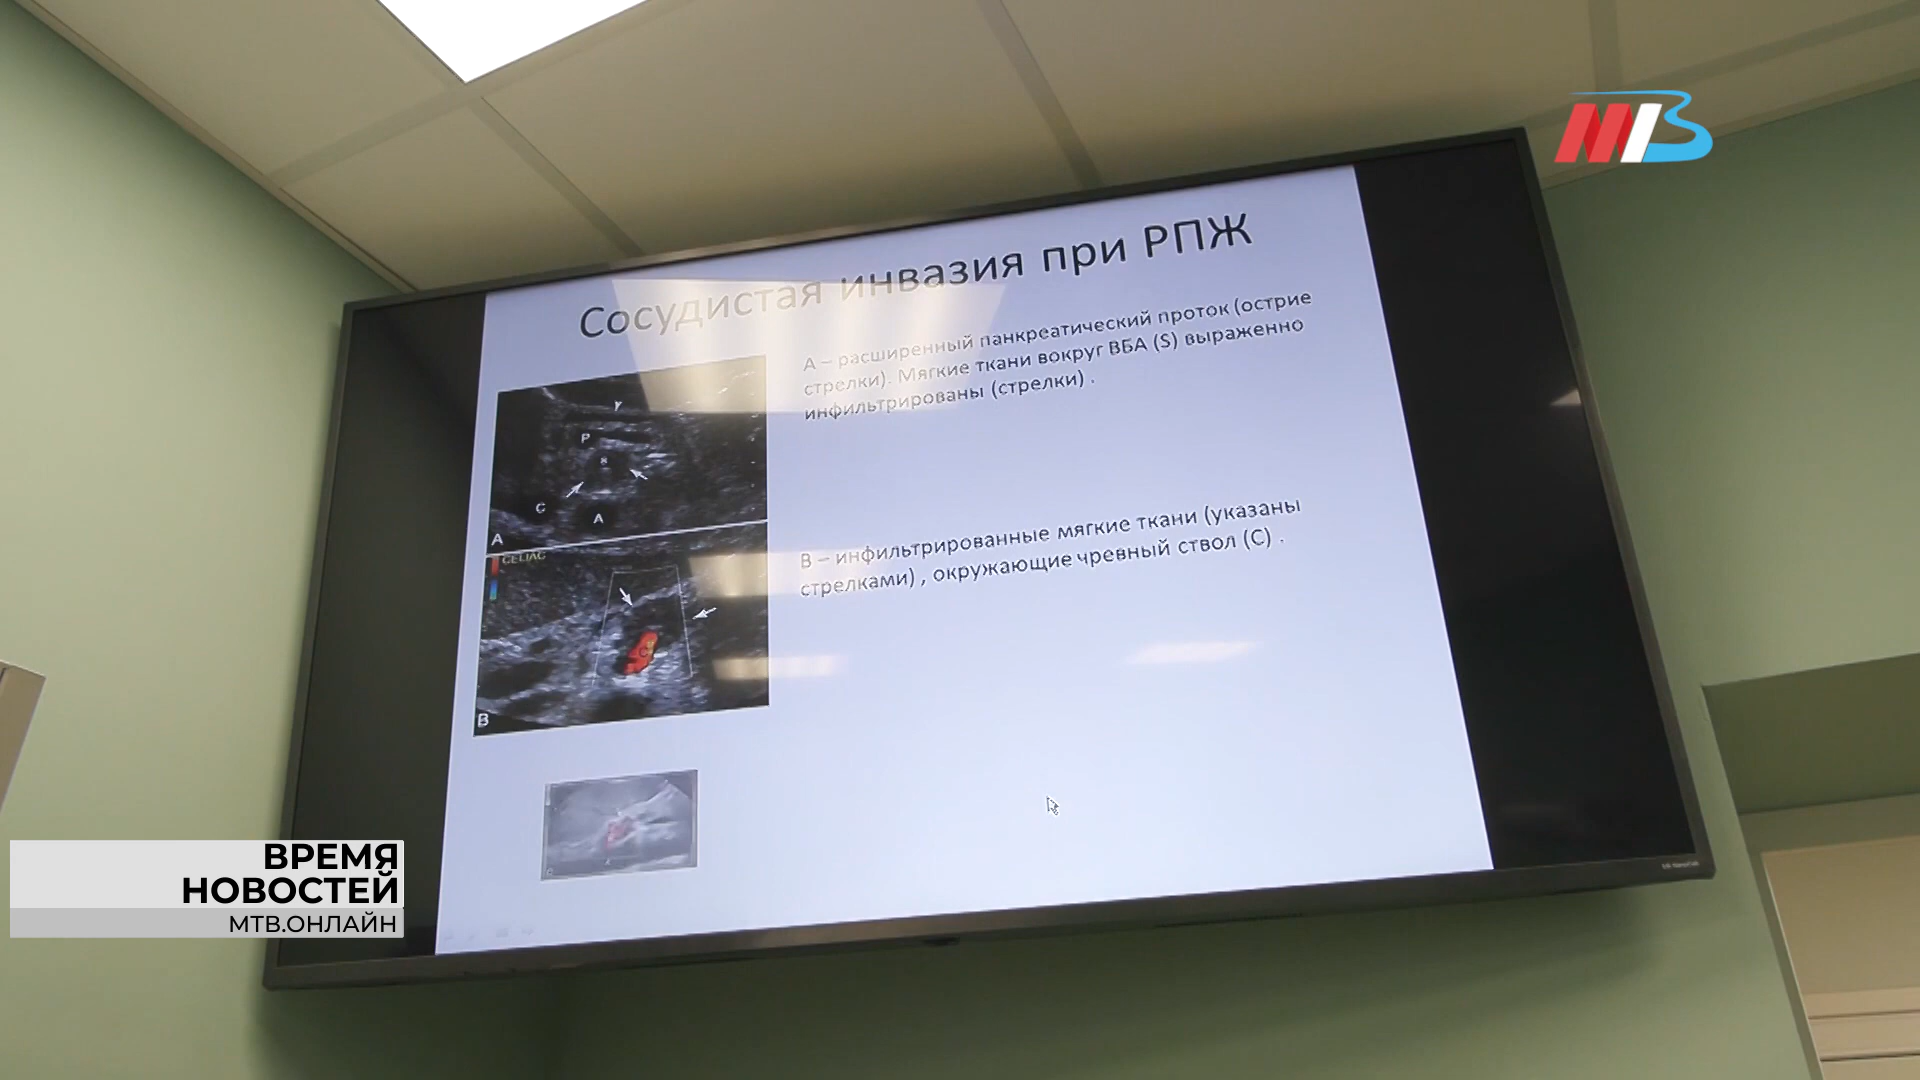 МТВ
Сосудистая инвазия при РПЖ
А – расширенный панкреатический проток (острие
стрелки). Мягкие ткани вокруг ВБА (S) выраженно
инфильтрированы (стрелки) .
P
S
C
A
A
CELIAC
В – инфильтрированные мягкие ткани (указаны
стрелками) , окружающие чревный ствол (С) .
C
B
ВРЕМЯ
НОВОСТЕЙ
МТВ.ОНЛАЙН